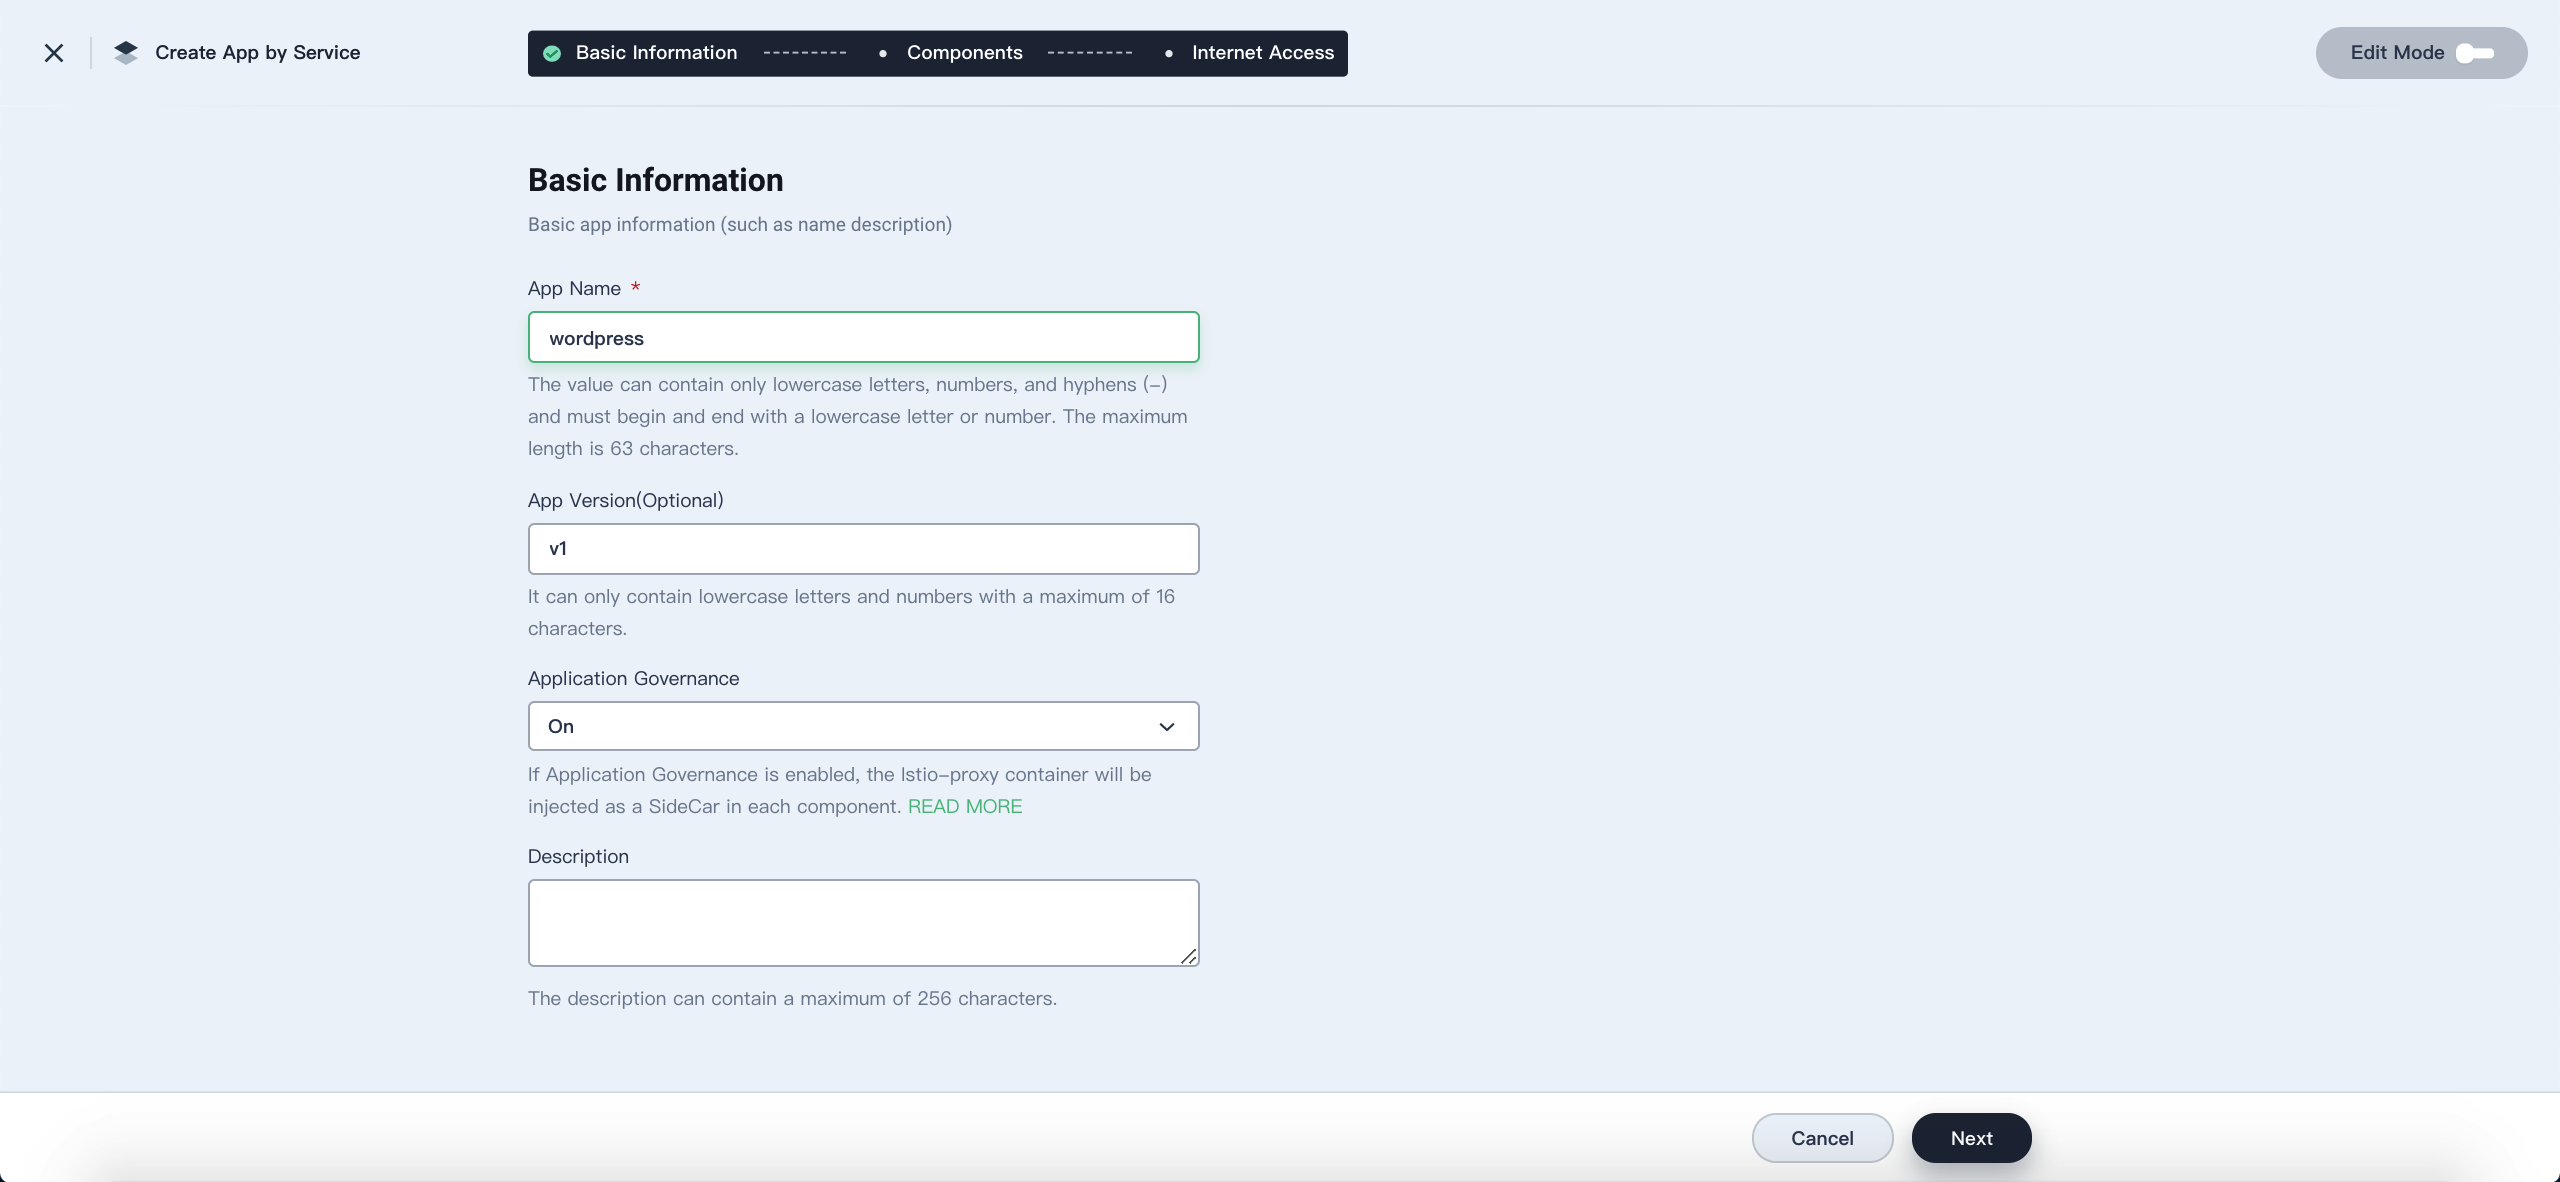 Create App by Service
Basic Information
Components
Internet Access
Edit Mode
Basic Information
Basic app information (such as name description)
App Name *
wordpress
The value can contain only lowercase letters, numbers, and hyphens (-)
and must begin and end with a lowercase letter or number. The maximum
length is 63 characters.
App Version(Optional)
v1
It can only contain lowercase letters and numbers with a maximum of 16
characters.
Application Governance
On
If Application Governance is enabled, the Istio-proxy container will be
injected as a SideCar in each component. READ MORE
Description
The description can contain a maximum of 256 characters.
Cancel
Next